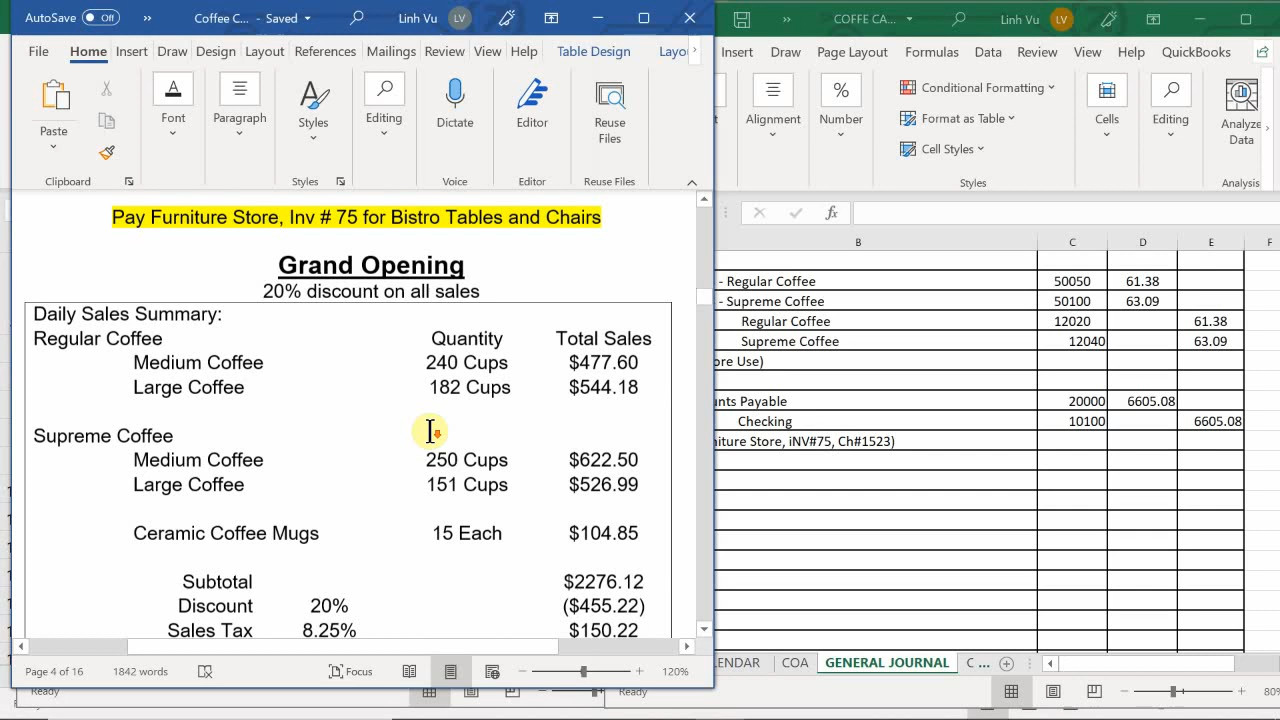 AutoSave Off Coffee C... - Saved Linh Vu LV
File Home Insert Draw Design Layout References Mailings Review View Help Table Design Layou
Paste Font Paragraph Styles Editing Dictate Editor Reuse Files
Clipboard Styles Voice Editor Reuse Files
Pay Furniture Store, Inv # 75 for Bistro Tables and Chairs
Grand Opening
20% discount on all sales
Daily Sales Summary:
Regular Coffee Quantity Total Sales
Medium Coffee 240 Cups $477.60
Large Coffee 182 Cups $544.18
Supreme Coffee
Medium Coffee 250 Cups $622.50
Large Coffee 151 Cups $526.99
Ceramic Coffee Mugs 15 Each $104.85
Subtotal $2276.12
Discount 20% ($455.22)
Sales Tax 8.25% $150.22
Page 4 of 16 1842 words Focus 120%
Ready
COFFE CA... Linh Vu LV
Insert Draw Page Layout Formulas Data Review View Help QuickBooks
t Alignment Number Conditional Formatting Format as Table Cell Styles Cells Editing Analyze Data
Styles Analysis
fx
B C D E F
- Regular Coffee 50050 61.38
- Supreme Coffee 50100 63.09
Regular Coffee 12020 61.38
Supreme Coffee 12040 63.09
ore Use)
unts Payable 20000 6605.08
Checking 10100 6605.08
niture Store, iNV#75, Ch#1523)
LENDAR COA GENERAL JOURNAL C ...
Ready 80%